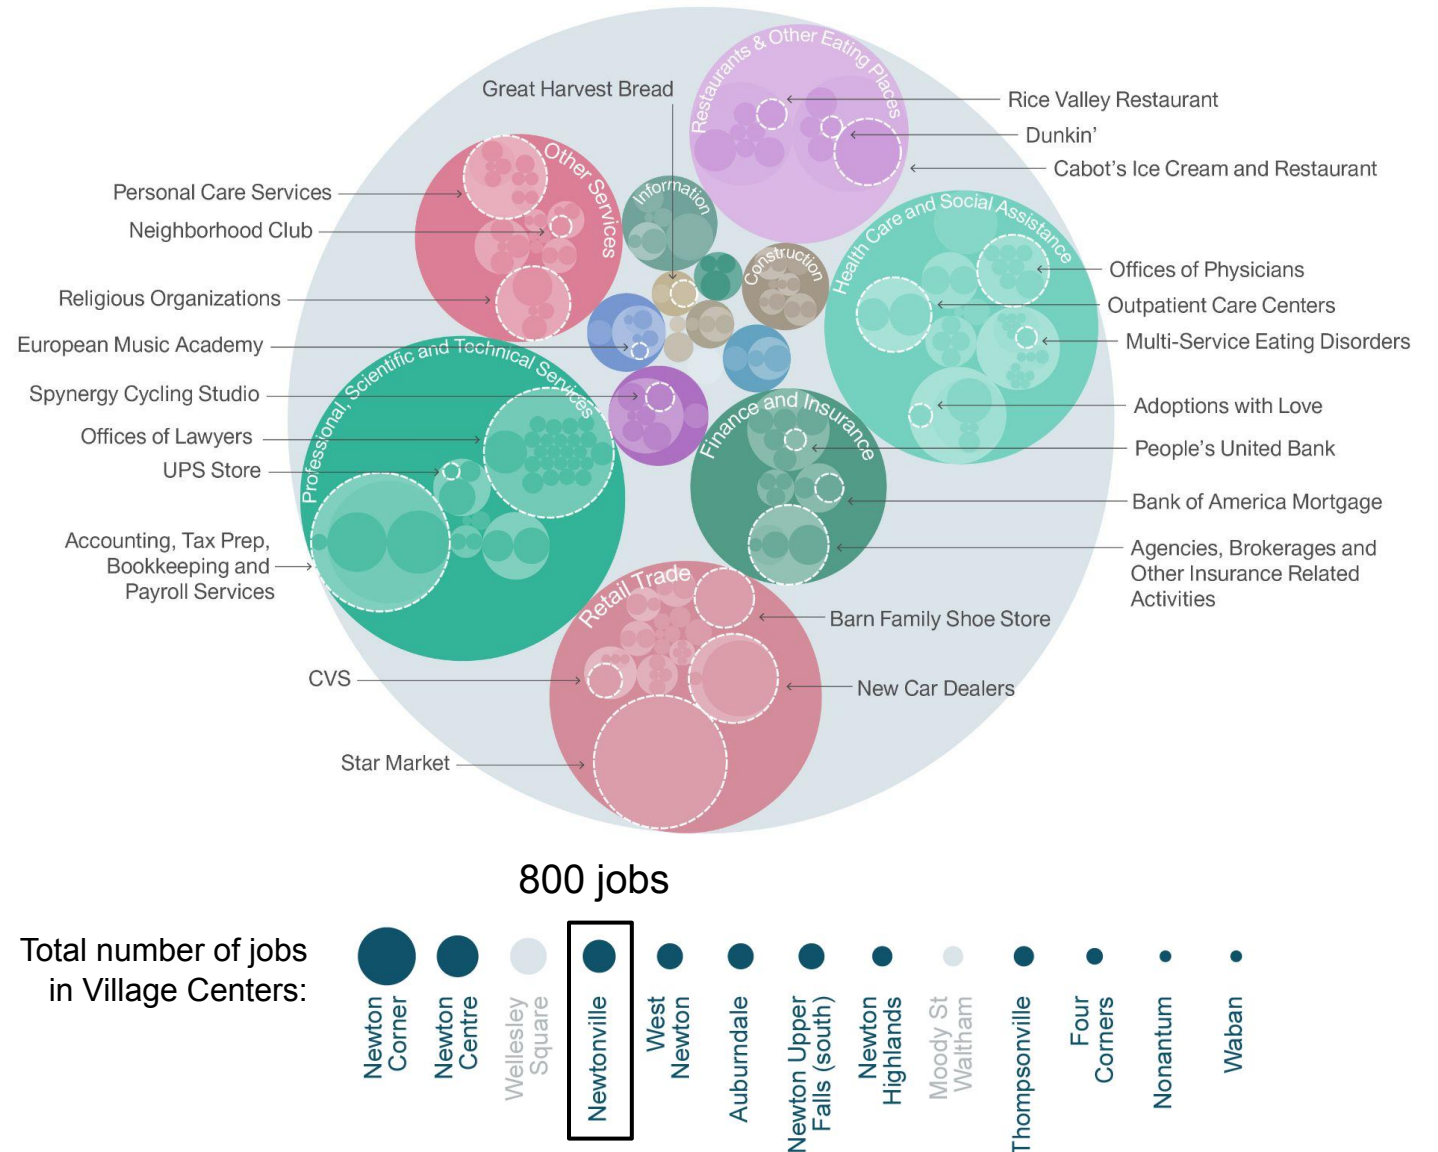 Great Harvest Bread
Restaurants & Other Eating Places
Rice Valley Restaurant
Dunkin’
Cabot’s Ice Cream and Restaurant
Other Services
Information
Personal Care Services
Neighborhood Club
Religious Organizations
European Music Academy
Construction
Health Care and Social Assistance
Offices of Physicians
Outpatient Care Centers
Multi-Service Eating Disorders
Adoptions with Love
Professional, Scientific and Technical Services
Spynergy Cycling Studio
Offices of Lawyers
UPS Store
Accounting, Tax Prep,
Bookkeeping and
Payroll Services
Finance and Insurance
People’s United Bank
Bank of America Mortgage
Agencies, Brokerages and
Other Insurance Related
Activities
Retail Trade
Barn Family Shoe Store
New Car Dealers
CVS
Star Market
800 jobs
Total number of jobs
in Village Centers:
Newton
Corner
Newton
Centre
Wellesley
Square
Newtonville
West
Newton
Auburndale
Newton Upper
Falls (south)
Newton
Highlands
Moody St
Waltham
Thompsonville
Four
Corners
Nonantum
Waban